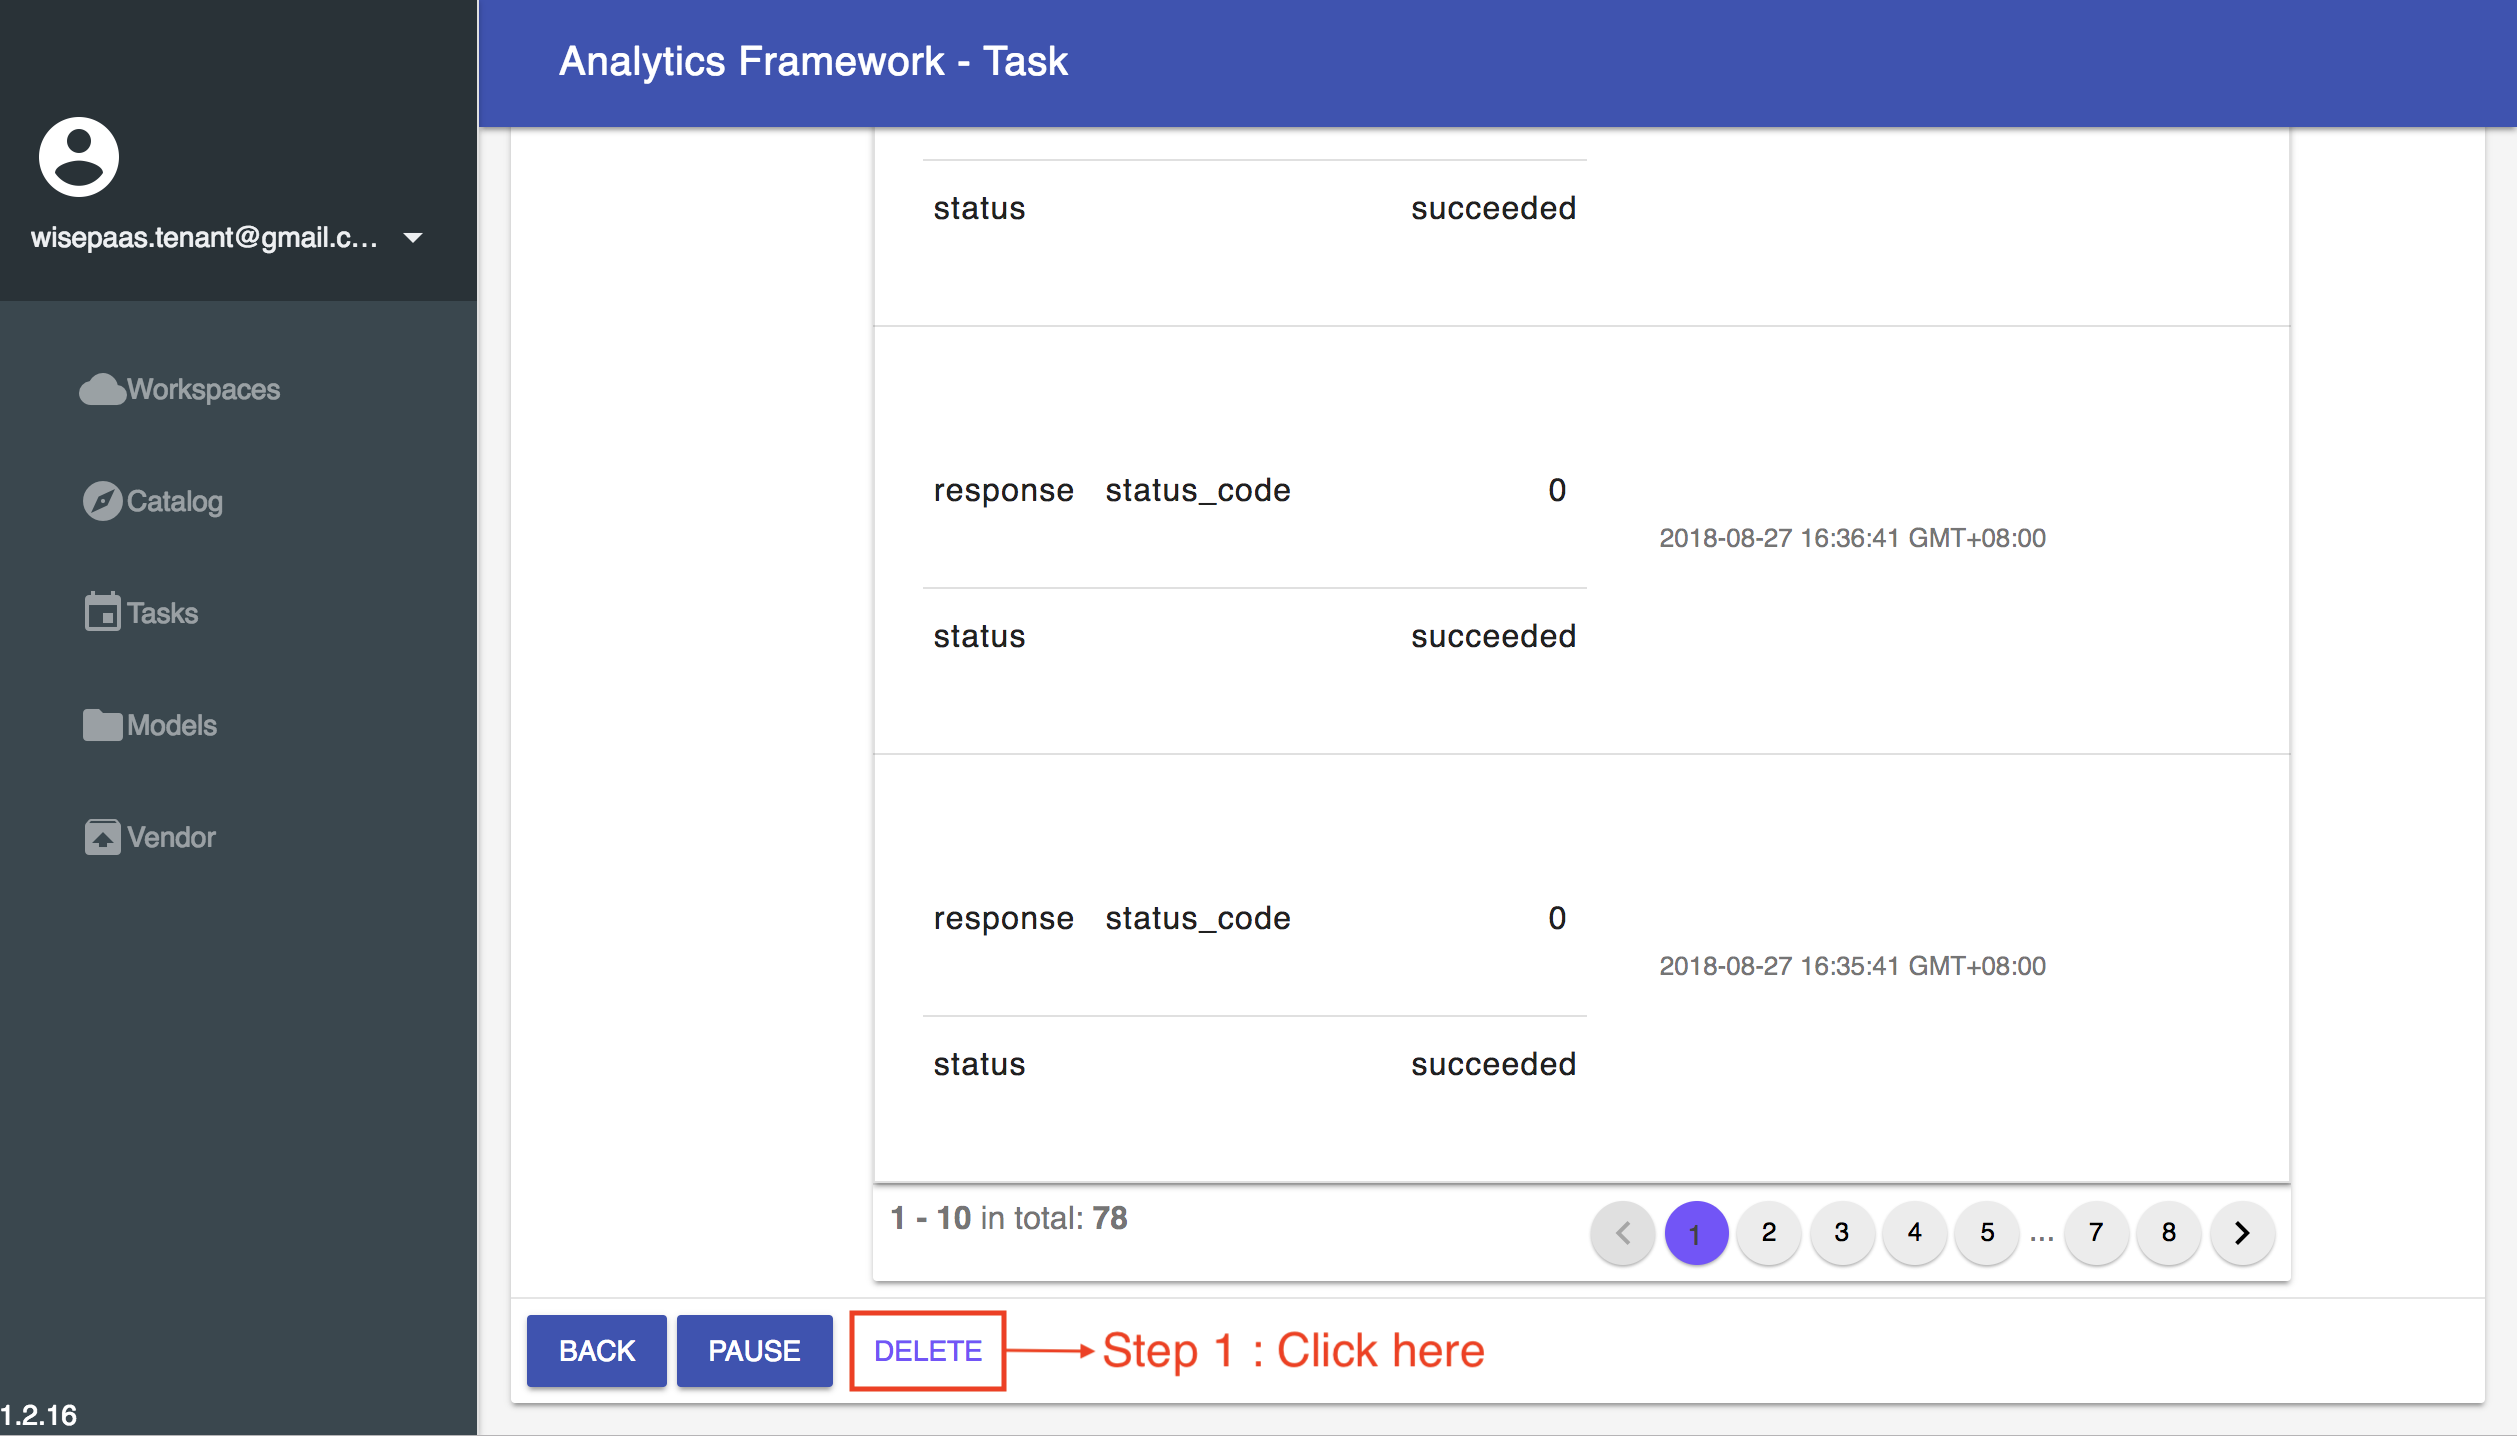 Analytics Framework - Task
wisepaas.tenant@gmail.c...
Workspaces
Catalog
Tasks
Models
Vendor
1.2.16
status succeeded
response status_code 0
2018-08-27 16:36:41 GMT+08:00
status succeeded
response status_code 0
2018-08-27 16:35:41 GMT+08:00
status succeeded
1 - 10 in total: 78
1 2 3 4 5 ... 7 8
BACK PAUSE DELETE Step 1 : Click here